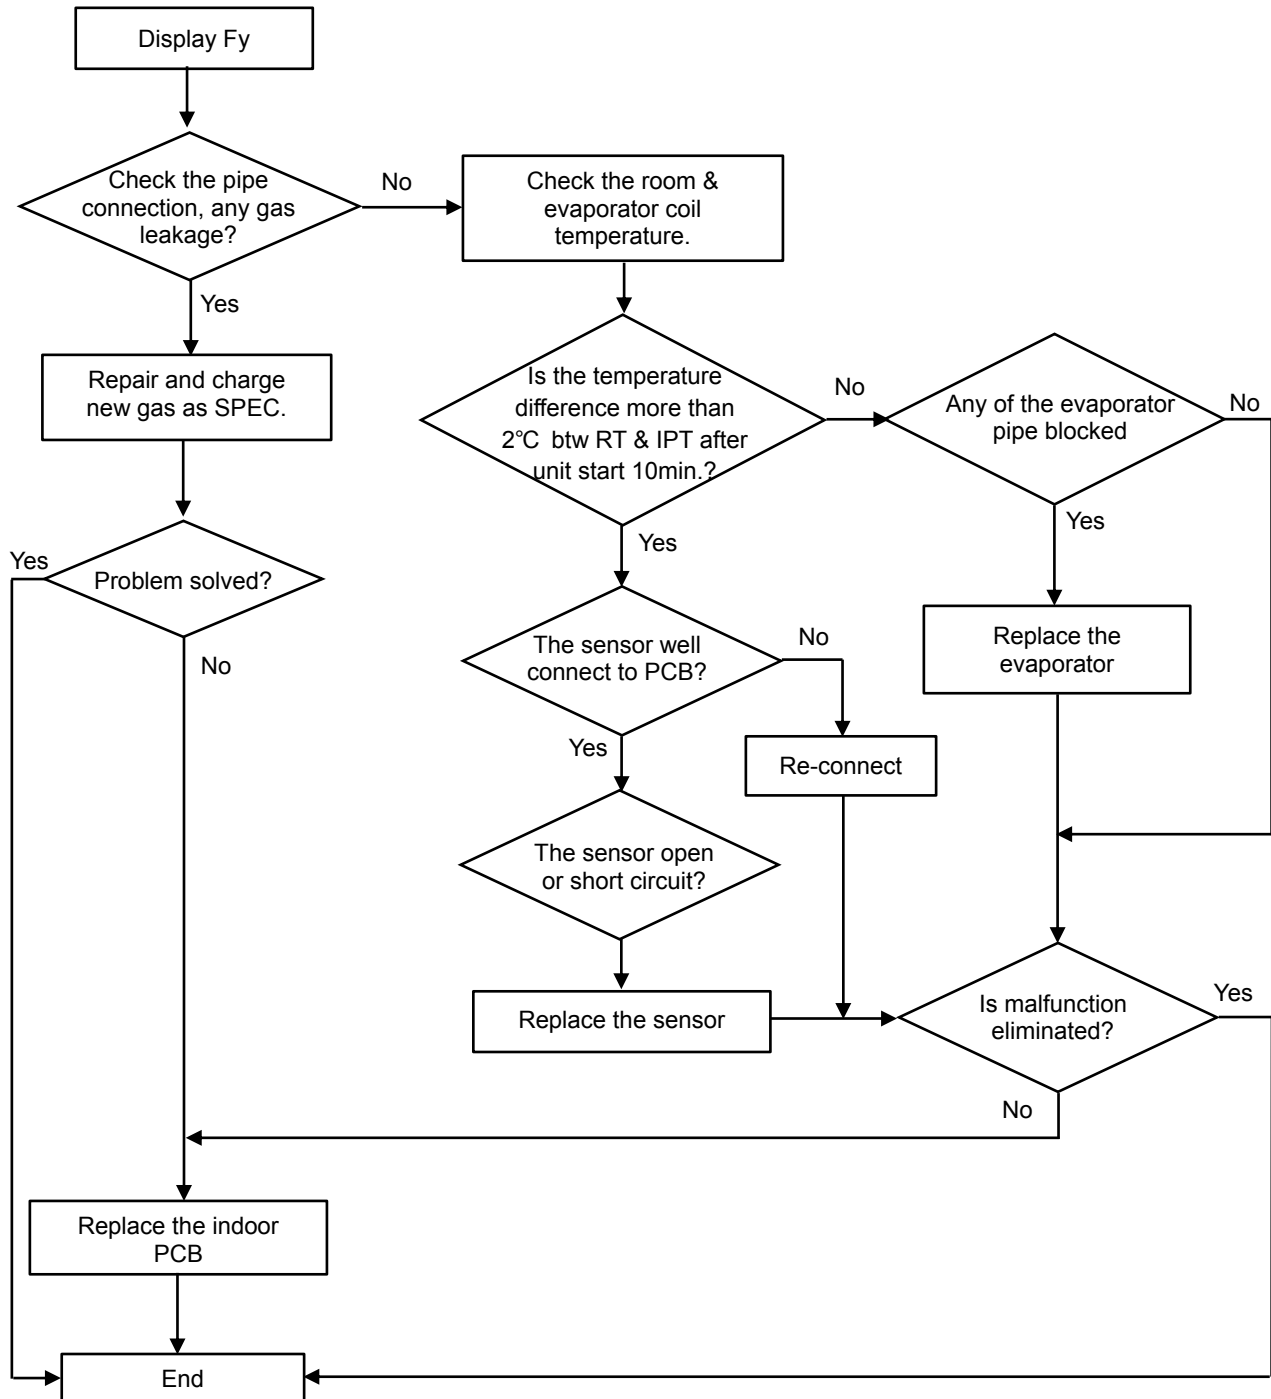 Display Fy
Check the pipe
connection, any gas
leakage?
No
Check the room &
evaporator coil
temperature.
Yes
Repair and charge
new gas as SPEC.
Is the temperature
difference more than
2℃ btw RT & IPT after
unit start 10min.?
No
Any of the evaporator
pipe blocked
No
Yes
Yes
Yes
Problem solved?
No
The sensor well
connect to PCB?
No
Replace the
evaporator
Yes
Re-connect
The sensor open
or short circuit?
Replace the sensor
Is malfunction
eliminated?
Yes
No
Replace the indoor
PCB
End